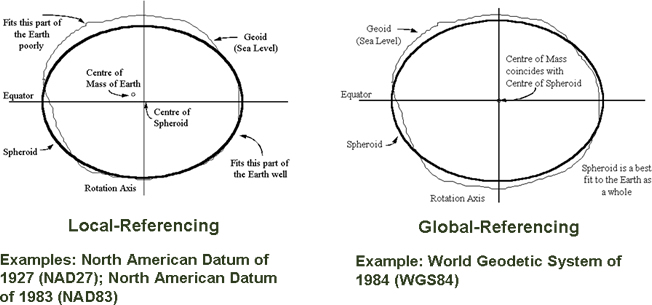 Fits this part of
the Earth
poorly
Geoid
(Sea Level)
Centre of
Mass of Earth
Equator
Centre of
Spheroid
Spheroid
Fits this part of
the Earth well
Rotation Axis
Local-Referencing
Examples: North American Datum of
1927 (NAD27); North American Datum
of 1983 (NAD83)
Geoid
(Sea Level)
Centre of Mass
coincides with
Centre of Spheroid
Equator
Spheroid
Spheroid is a best
fit to the Earth as
a whole
Rotation Axis
Global-Referencing
Example: World Geodetic System of
1984 (WGS84)